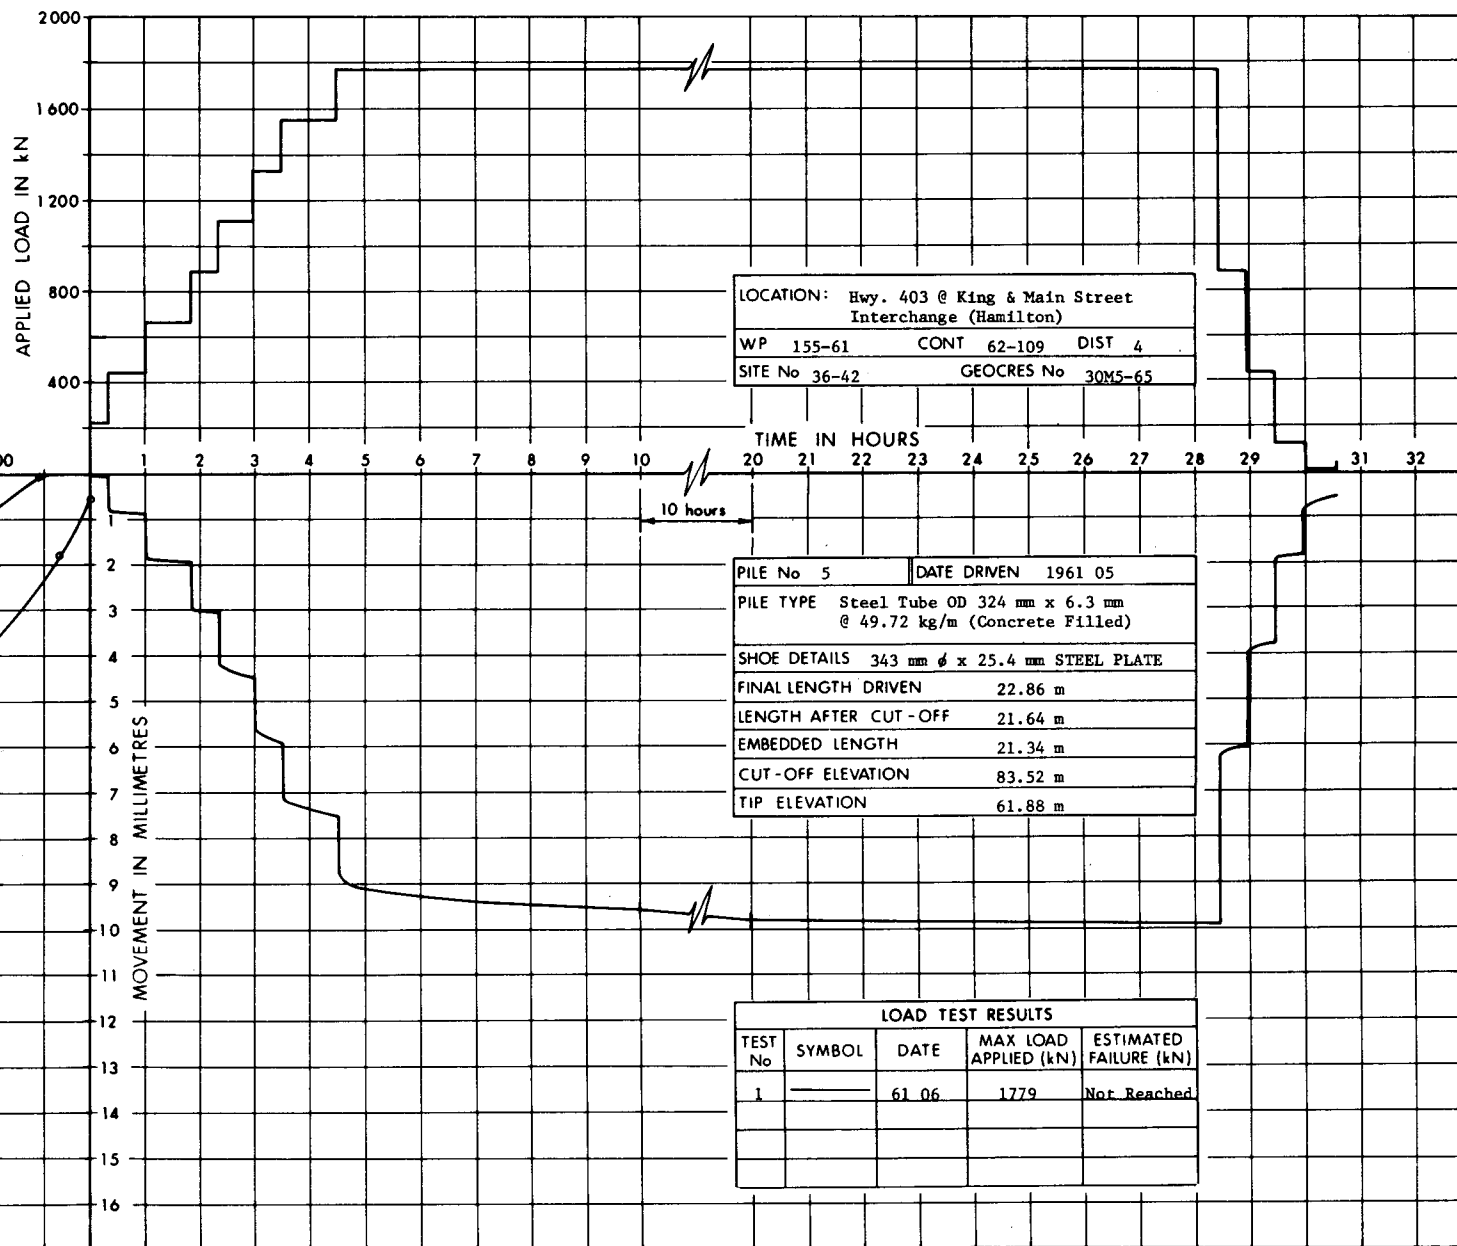 2000
1600
1200
800
400
APPLIED LOAD IN kN
LOCATION: Hwy. 403 @ King & Main Street
Interchange (Hamilton)
WP 155-61 CONT 62-109 DIST 4
SITE No 36-42 GEOCRES No 30M5-65
TIME IN HOURS
00 1 2 3 4 5 6 7 8 9 10 20 21 22 23 24 25 26 27 28 29 31 32
10 hours
1
2
3
4
5
6
7
8
9
10
11
12
13
14
15
16
MOVEMENT IN MILLIMETRES
PILE No 5 DATE DRIVEN 1961 05
PILE TYPE Steel Tube OD 324 mm x 6.3 mm
@ 49.72 kg/m (Concrete Filled)
SHOE DETAILS 343 mm ø x 25.4 mm STEEL PLATE
FINAL LENGTH DRIVEN 22.86 m
LENGTH AFTER CUT-OFF 21.64 m
EMBEDDED LENGTH 21.34 m
CUT-OFF ELEVATION 83.52 m
TIP ELEVATION 61.88 m
LOAD TEST RESULTS
TEST No SYMBOL DATE MAX LOAD APPLIED (kN) ESTIMATED FAILURE (kN)
1 61 06 1779 Not Reached